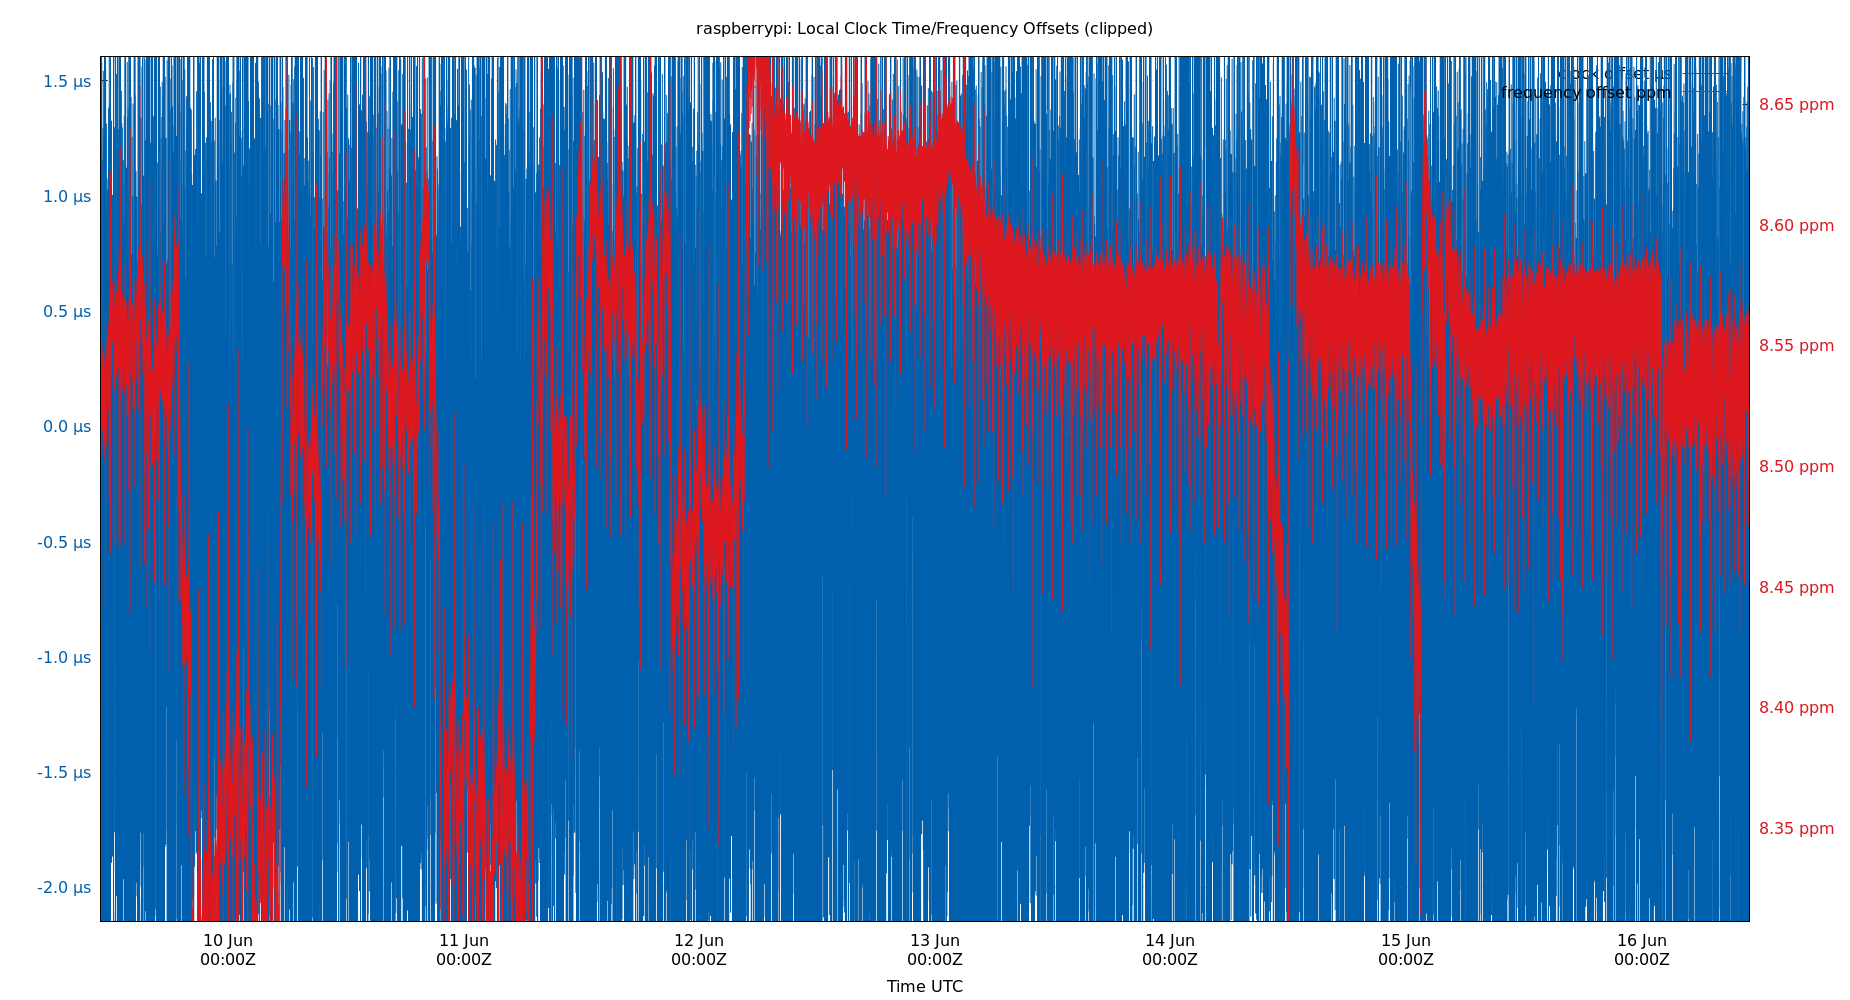 raspberrypi: Local Clock Time/Frequency Offsets (clipped)
clock offset µs
frequency offset ppm
1.5 µs
1.0 µs
0.5 µs
0.0 µs
-0.5 µs
-1.0 µs
-1.5 µs
-2.0 µs
8.65 ppm
8.60 ppm
8.55 ppm
8.50 ppm
8.45 ppm
8.40 ppm
8.35 ppm
10 Jun 11 Jun 12 Jun 13 Jun 14 Jun 15 Jun 16 Jun
00:00Z 00:00Z 00:00Z 00:00Z 00:00Z 00:00Z 00:00Z
Time UTC